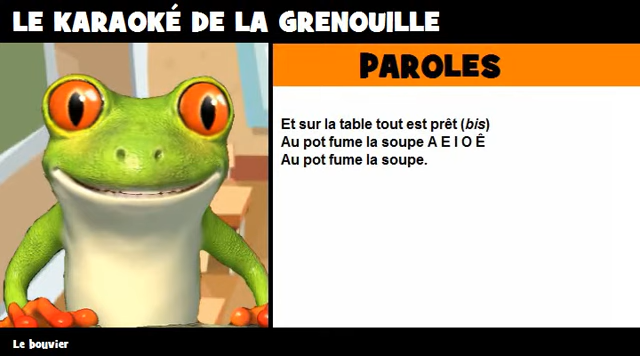 LE KARAOKÉ DE LA GRENOUILLE
PAROLES
Et sur la table tout est prêt (bis)
Au pot fume la soupe A E I O Ê
Au pot fume la soupe.
Le bouvier